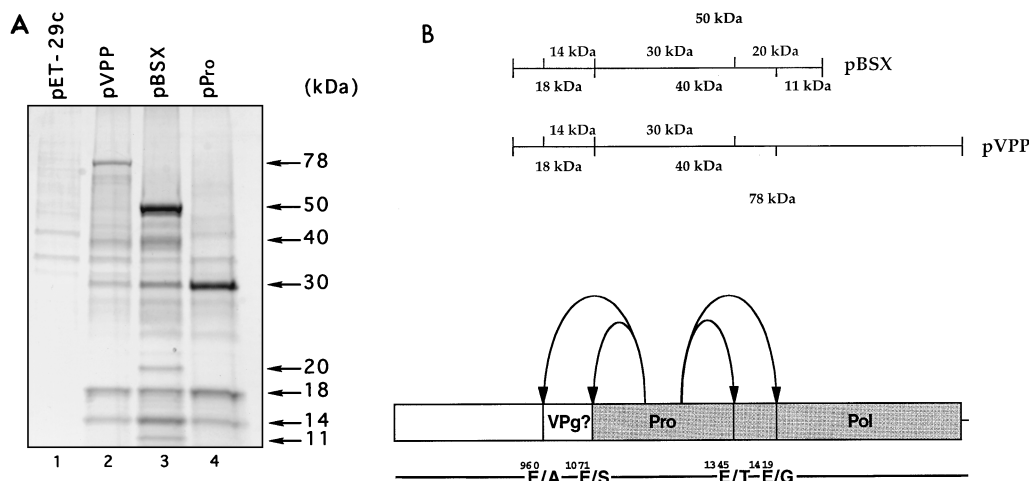 A
pET-29c
pVPP
pBSX
pPro
(kDa)
78
50
40
30
20
18
14
11
1 2 3 4
B
50 kDa
14 kDa 30 kDa 20 kDa
pBSX
18 kDa 40 kDa 11 kDa
14 kDa 30 kDa
pVPP
18 kDa 40 kDa
78 kDa
VPg? Pro Pol
960 E/A 1071 E/S 1345 E/T 1419 E/G